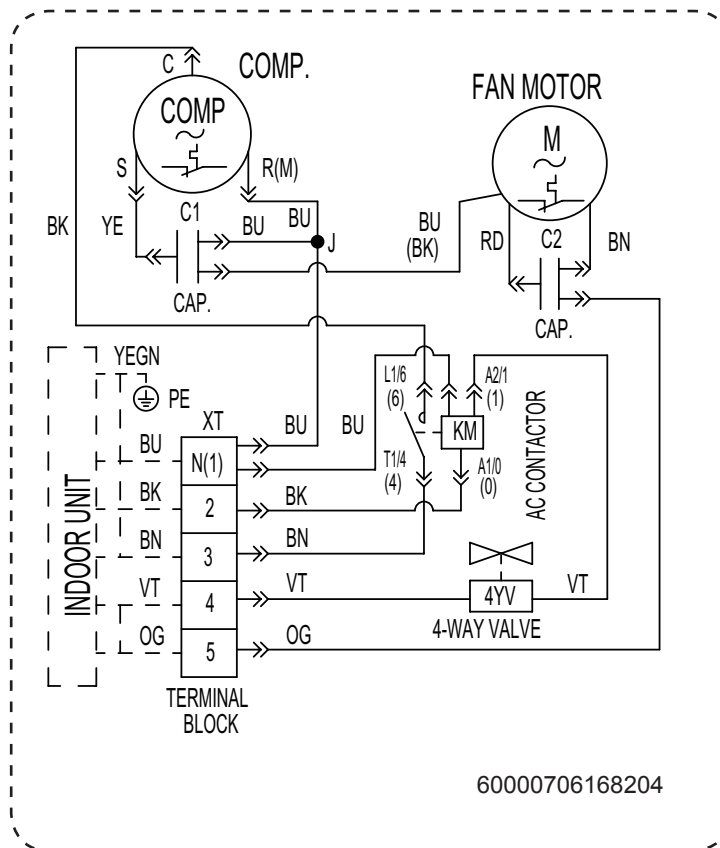 C
COMP.
COMP
S
R(M)
FAN MOTOR
M
BK
YE
C1
BU
BU
J
CAP.
BU
(BK)
RD
C2
BN
CAP.
YEGN
PE
XT
BU
BU
L1/6
(6)
A2/1
(1)
KM
T1/4
(4)
A1/0
(0)
AC CONTACTOR
INDOOR UNIT
BU
N(1)
BK
2
BK
BN
3
BN
VT
4
VT
4YV
VT
4-WAY VALVE
OG
5
OG
TERMINAL
BLOCK
60000706168204